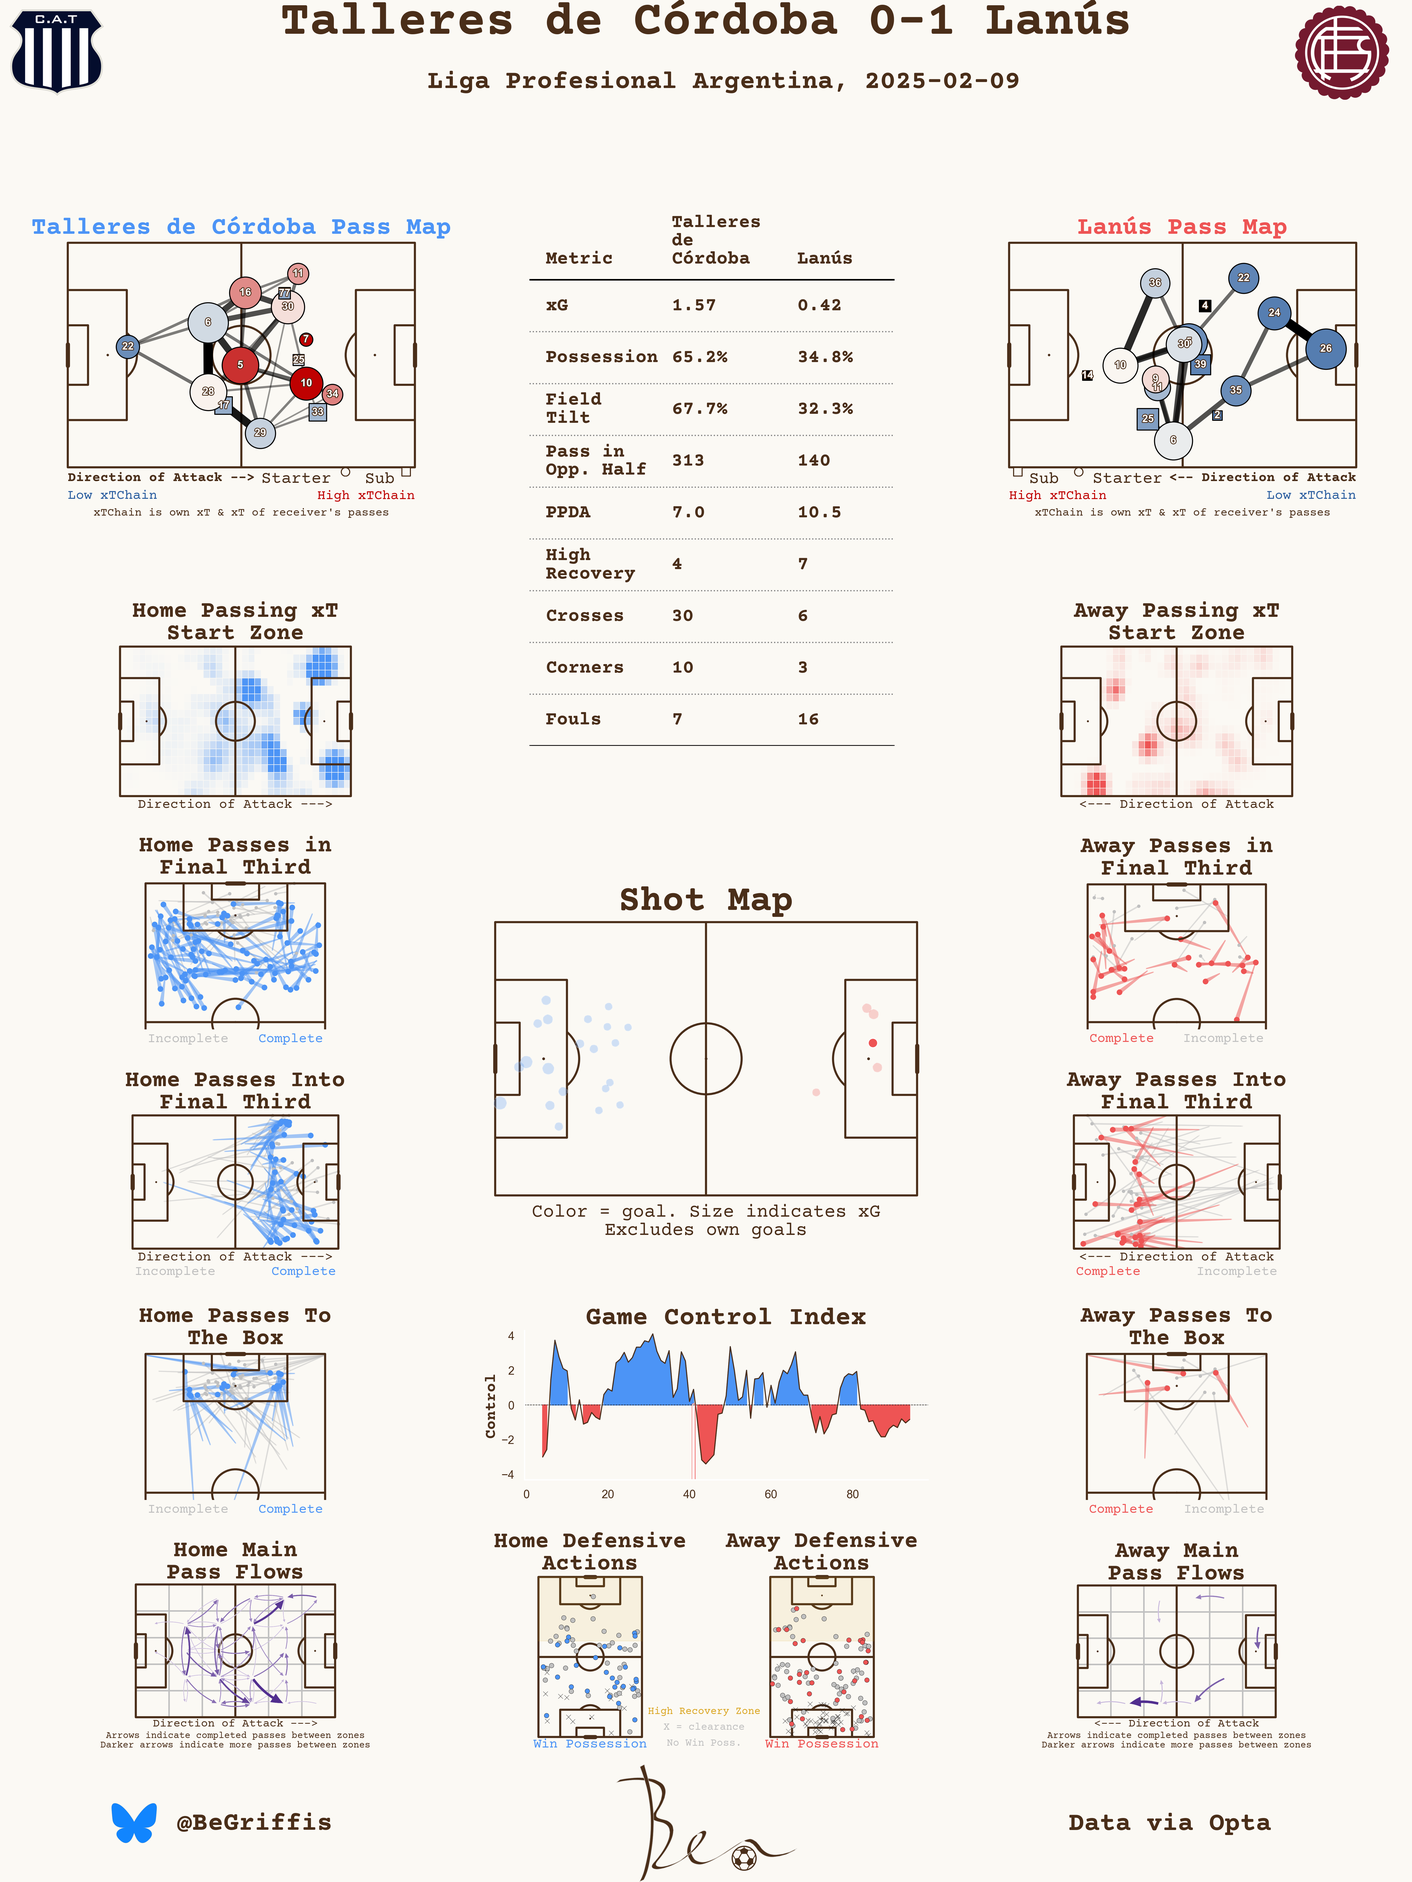 C.A.T
Talleres de Córdoba 0-1 Lanús
Liga Profesional Argentina, 2025-02-09
Talleres de Córdoba Pass Map
11
16
77
30
6
7
22
25
5
10
28
34
17
33
29
Direction of Attack --> Starter Sub
Low xTChain High xTChain
xTChain is own xT & xT of receiver's passes
Metric Talleres de Córdoba Lanús
xG 1.57 0.42
Possession 65.2% 34.8%
Field Tilt 67.7% 32.3%
Pass in Opp. Half 313 140
PPDA 7.0 10.5
High Recovery 4 7
Crosses 30 6
Corners 10 3
Fouls 7 16
Lanús Pass Map
36
22
4
24
30
26
10
39
14
9
11
35
25
2
6
Sub Starter <-- Direction of Attack
High xTChain Low xTChain
xTChain is own xT & xT of receiver's passes
Home Passing xT
Start Zone
Direction of Attack --->
Away Passing xT
Start Zone
<--- Direction of Attack
Home Passes in
Final Third
Incomplete Complete
Away Passes in
Final Third
Complete Incomplete
Shot Map
Color = goal. Size indicates xG
Excludes own goals
Home Passes Into
Final Third
Direction of Attack --->
Incomplete Complete
Away Passes Into
Final Third
<--- Direction of Attack
Complete Incomplete
Game Control Index
Control
4
2
0
−2
−4
0 20 40 60 80
Home Passes To
The Box
Incomplete Complete
Away Passes To
The Box
Complete Incomplete
Home Main
Pass Flows
Direction of Attack --->
Arrows indicate completed passes between zones
Darker arrows indicate more passes between zones
Home Defensive
Actions
Win Possession
Away Defensive
Actions
Win Possession
High Recovery Zone
X = clearance
No Win Poss.
Away Main
Pass Flows
<--- Direction of Attack
Arrows indicate completed passes between zones
Darker arrows indicate more passes between zones
@BeGriffis
Ben
Data via Opta